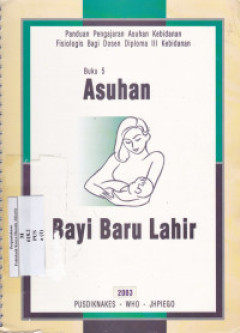 Panduan Pengajaran Asuhan Kebidanan
Fisiologis Bagi Dosen Diploma III Kebidanan
Buku 5
Asuhan
Bayi Baru Lahir
2003
PUSDIKNAKES - WHO - JHPIEGO